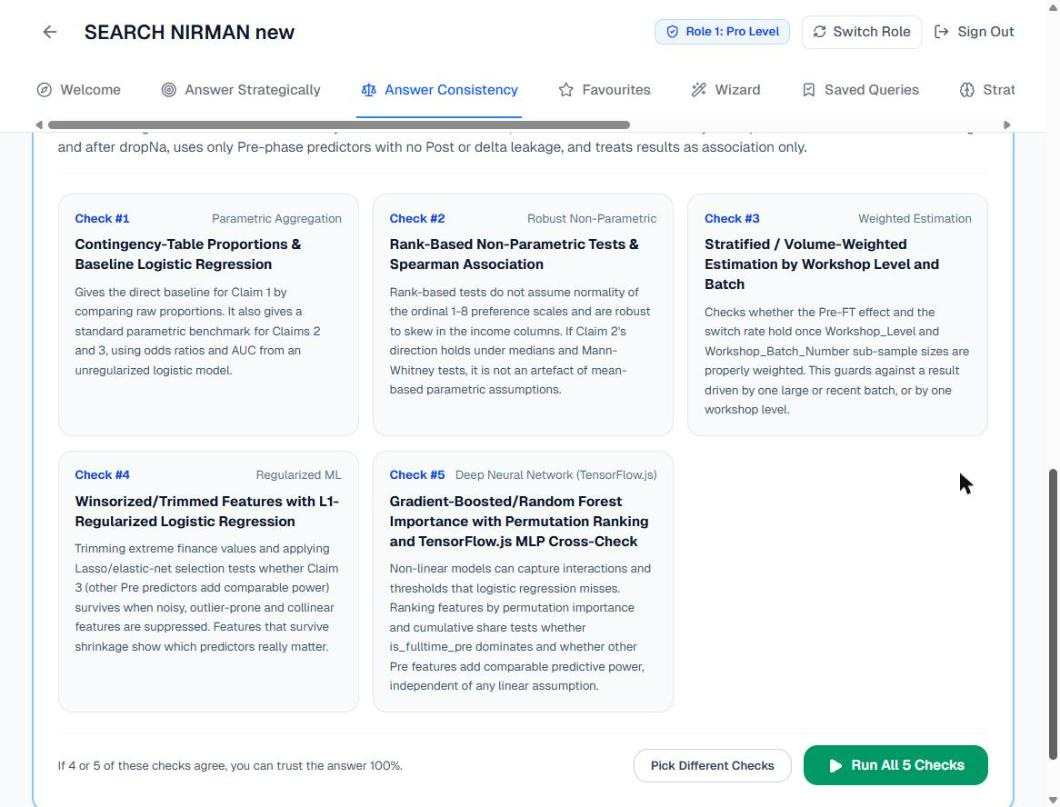 SEARCH NIRMAN new
Role 1: Pro Level
Switch Role
Sign Out
Welcome
Answer Strategically
Answer Consistency
Favourites
Wizard
Saved Queries
Strat
and after dropNa, uses only Pre-phase predictors with no Post or delta leakage, and treats results as association only.
Check #1
Parametric Aggregation
Contingency-Table Proportions &
Baseline Logistic Regression
Gives the direct baseline for Claim 1 by
comparing raw proportions. It also gives a
standard parametric benchmark for Claims 2
and 3, using odds ratios and AUC from an
unregularized logistic model.
Check #2
Robust Non-Parametric
Rank-Based Non-Parametric Tests &
Spearman Association
Rank-based tests do not assume normality of
the ordinal 1-8 preference scales and are robust
to skew in the income columns. If Claim 2's
direction holds under medians and Mann-
Whitney tests, it is not an artefact of mean-
based parametric assumptions.
Check #3
Weighted Estimation
Stratified / Volume-Weighted
Estimation by Workshop Level and
Batch
Checks whether the Pre-FT effect and the
switch rate hold once Workshop_Level and
Workshop_Batch_Number sub-sample sizes are
properly weighted. This guards against a result
driven by one large or recent batch, or by one
workshop level.
Check #4
Regularized ML
Winsorized/Trimmed Features with L1-
Regularized Logistic Regression
Trimming extreme finance values and applying
Lasso/elastic-net selection tests whether Claim
3 (other Pre predictors add comparable power)
survives when noisy, outlier-prone and collinear
features are suppressed. Features that survive
shrinkage show which predictors really matter.
Check #5
Deep Neural Network (TensorFlow.js)
Gradient-Boosted/Random Forest
Importance with Permutation Ranking
and TensorFlow.js MLP Cross-Check
Non-linear models can capture interactions and
thresholds that logistic regression misses.
Ranking features by permutation importance
and cumulative share tests whether
is_fulltime_pre dominates and whether other
Pre features add comparable predictive power,
independent of any linear assumption.
If 4 or 5 of these checks agree, you can trust the answer 100%.
Pick Different Checks
Run All 5 Checks